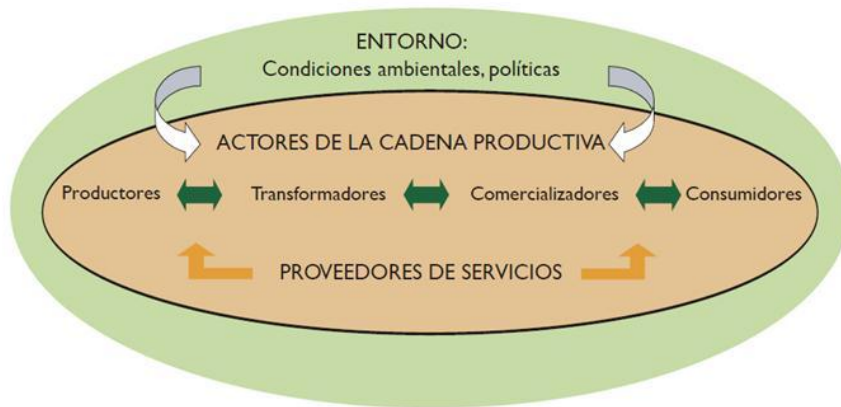 ENTORNO:
Condiciones ambientales, políticas
ACTORES DE LA CADENA PRODUCTIVA
Productores Transformadores Comercializadores Consumidores
PROVEEDORES DE SERVICIOS